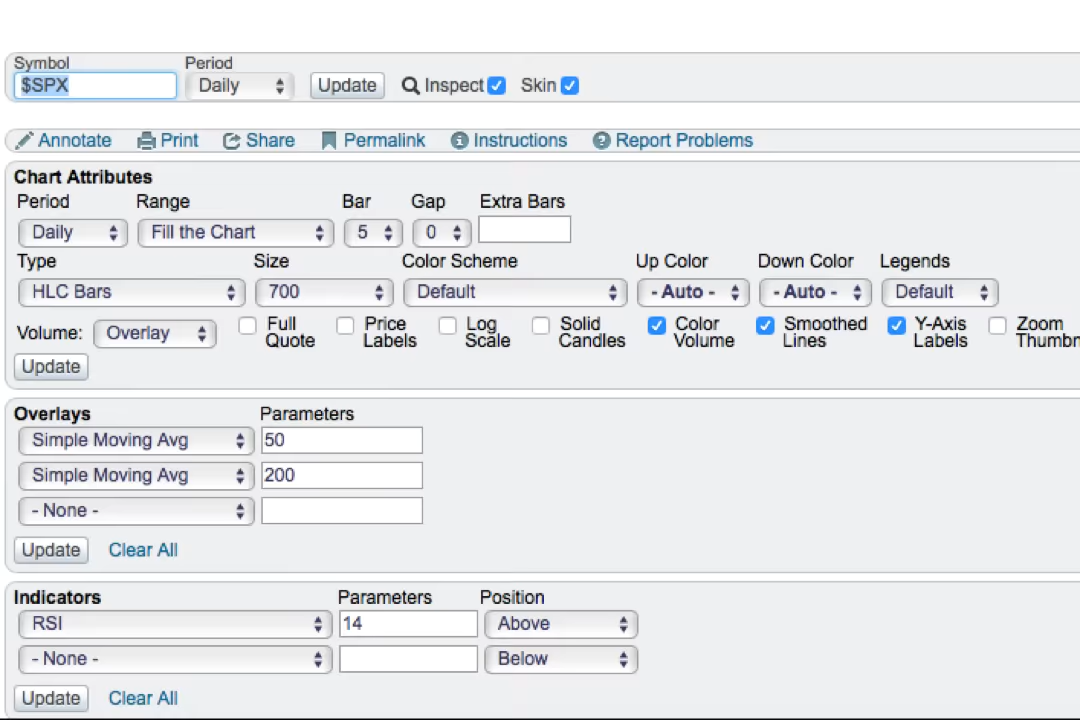 Symbol Period
$SPX Daily Update Inspect Skin
Annotate Print Share Permalink Instructions Report Problems
Chart Attributes
Period Range Bar Gap Extra Bars
Daily Fill the Chart 5 0
Type Size Color Scheme Up Color Down Color Legends
HLC Bars 700 Default - Auto - - Auto - Default
Volume: Overlay Full Quote Price Labels Log Scale Solid Candles Color Volume Smoothed Lines Y-Axis Labels Zoom Thumbn
Update
Overlays Parameters
Simple Moving Avg 50
Simple Moving Avg 200
- None -
Update Clear All
Indicators Parameters Position
RSI 14 Above
- None - Below
Update Clear All